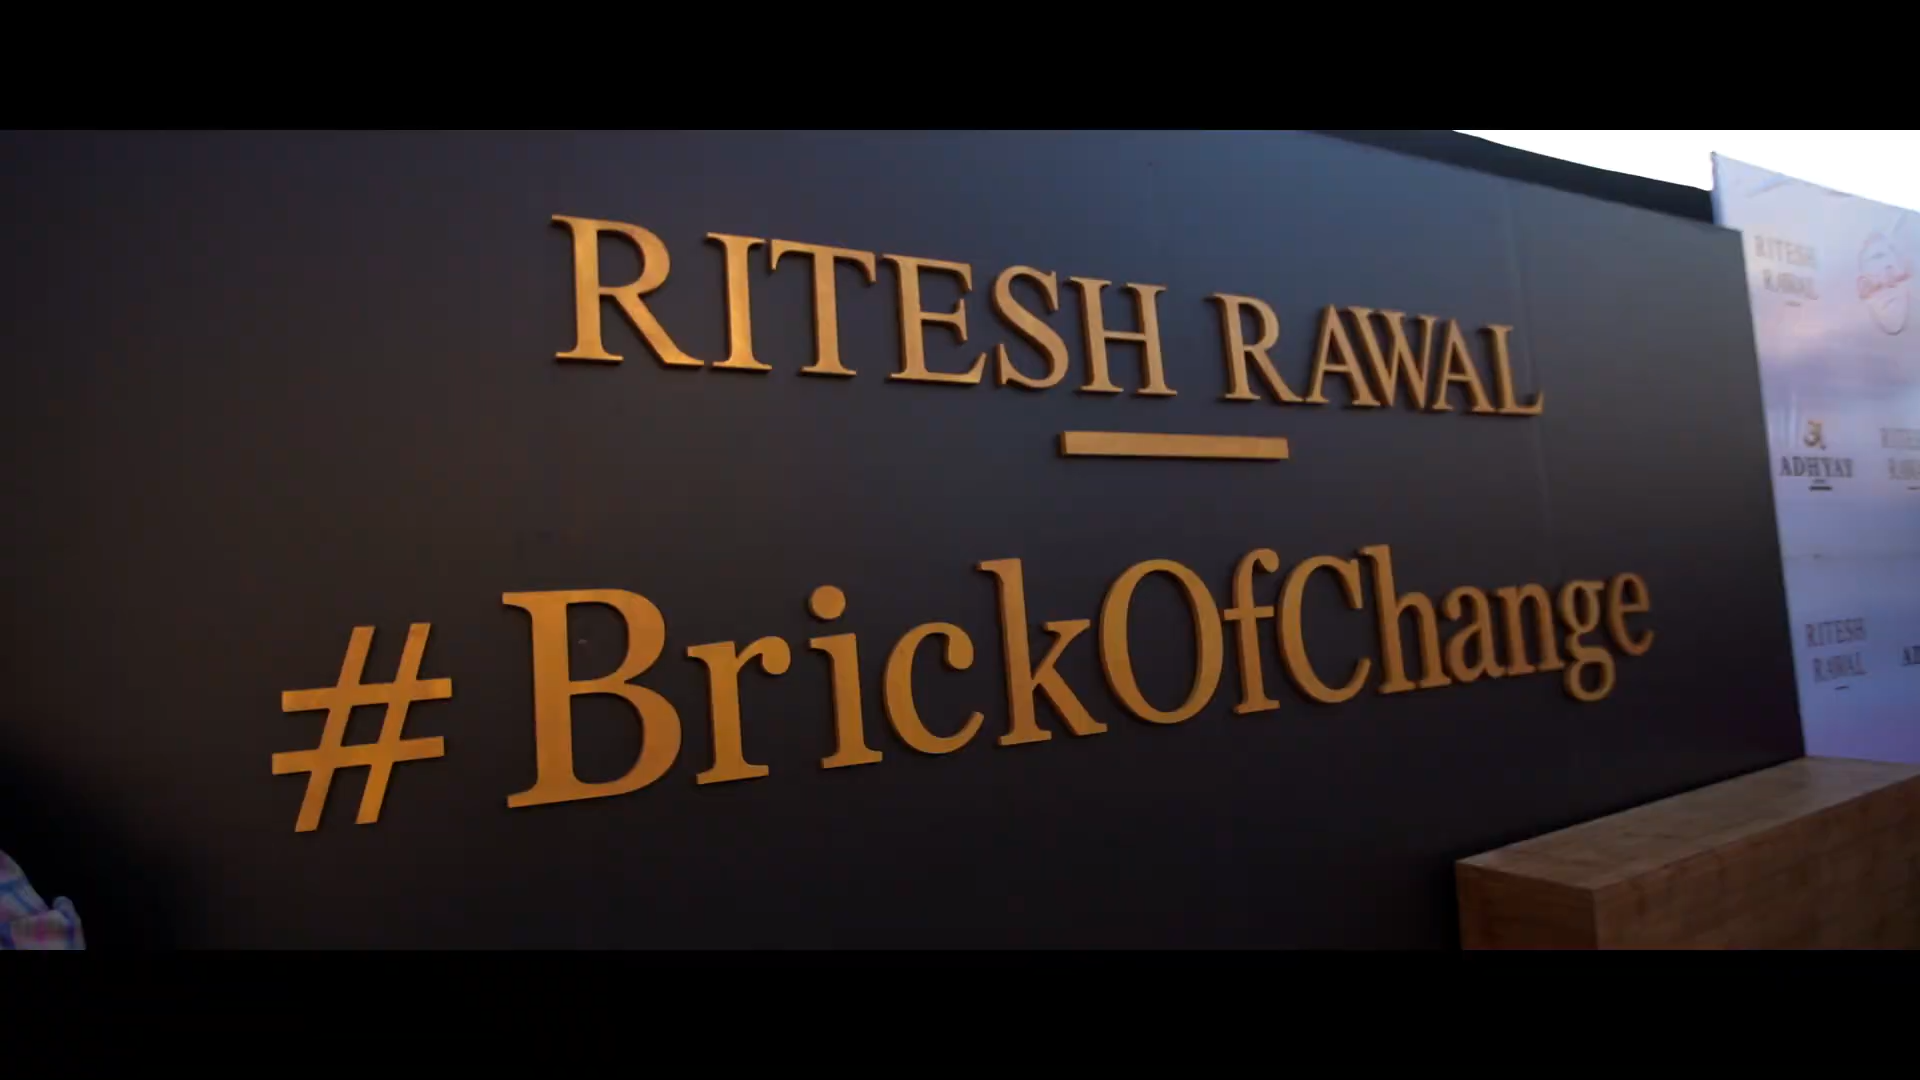 RITESH RAWAL
#BrickOfChange
RITESH
RAWAL
ADHYAY
RITESH
RAWAL